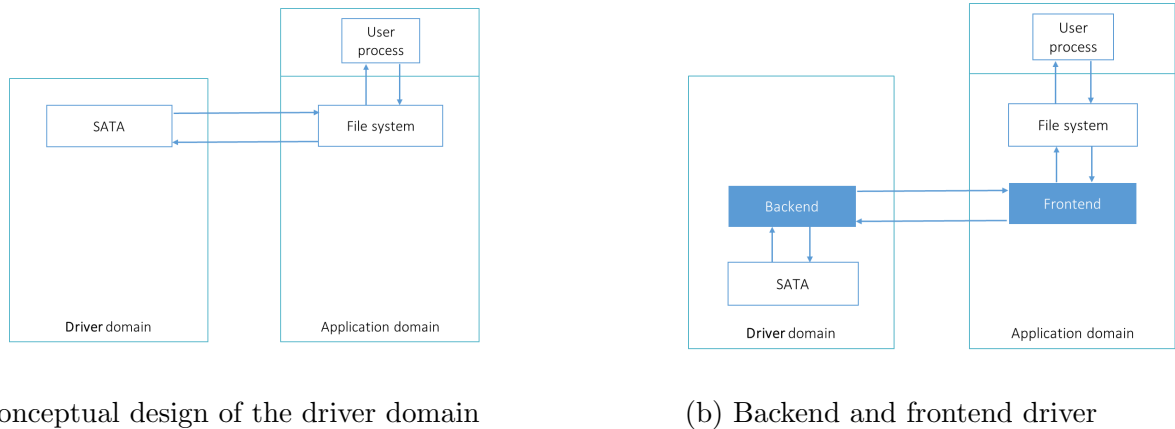 User
process
SATA
File system
Driver domain
Application domain
onceptual design of the driver domain
User
process
File system
Backend
Frontend
SATA
Driver domain
Application domain
(b) Backend and frontend driver